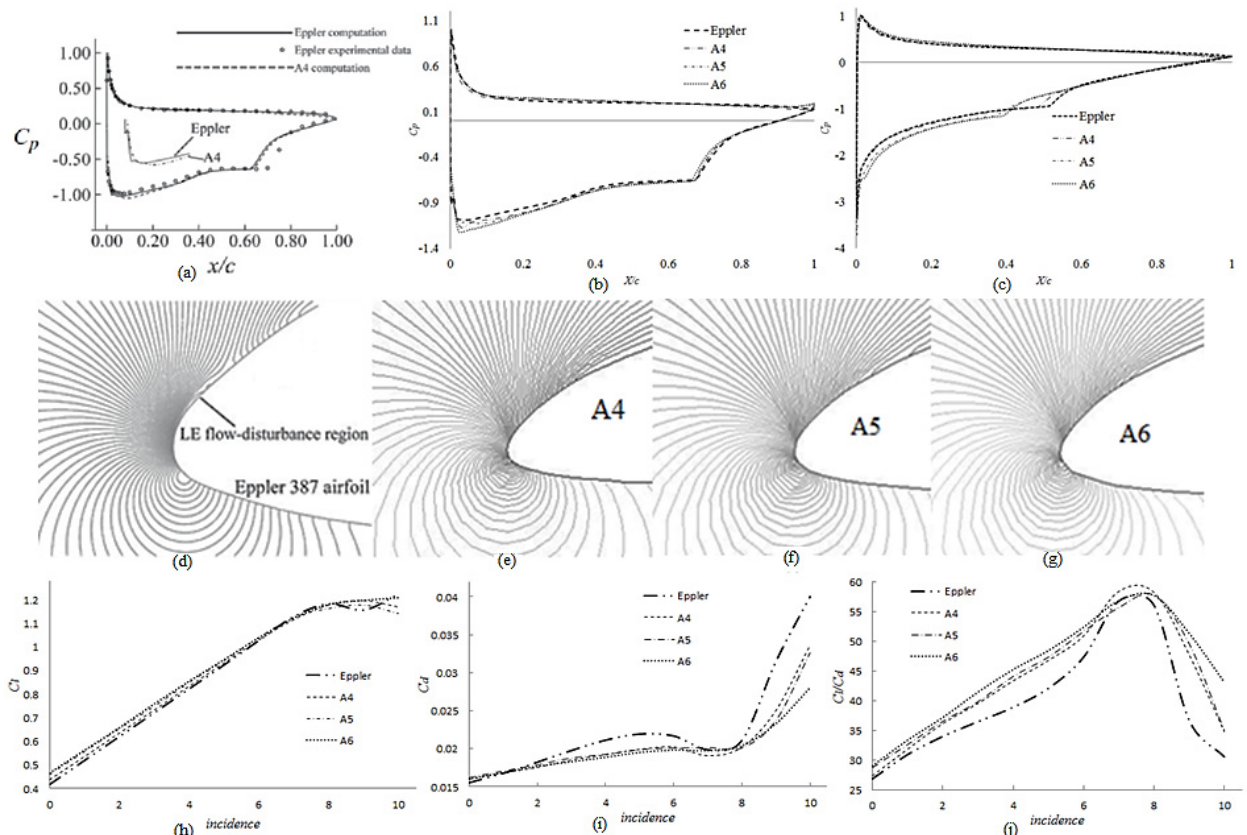 Eppler computation
Eppler experimental data
A4 computation
1.00
0.50
0.00
-0.50
-1.00
Cp
Eppler
A4
0.00 0.20 0.40 0.60 0.80 1.00
x/c
(a)
1.1
0.6
0.1
-0.4
-0.9
-1.4
Cp
Eppler
A4
A5
A6
0 0.2 0.4 0.6 0.8 1
X/c
(b)
1
0
-1
-2
-3
-4
Cp
Eppler
A4
A5
A6
0 0.2 0.4 0.6 0.8 1
X/c
(c)
LE flow-disturbance region
Eppler 387 airfoil
(d)
A4
(e)
A5
(f)
A6
(g)
1.2
1.1
1
0.9
0.8
0.7
0.6
0.5
0.4
Cl
Eppler
A4
A5
A6
0 2 4 6 8 10
(h)
incidence
0.04
0.035
0.03
0.025
0.02
0.015
Cd
Eppler
A4
A5
A6
0 2 4 6 8 10
(i)
incidence
60
55
50
45
40
35
30
25
Cl/Cd
Eppler
A4
A5
A6
0 2 4 6 8 10
incidence
(j)